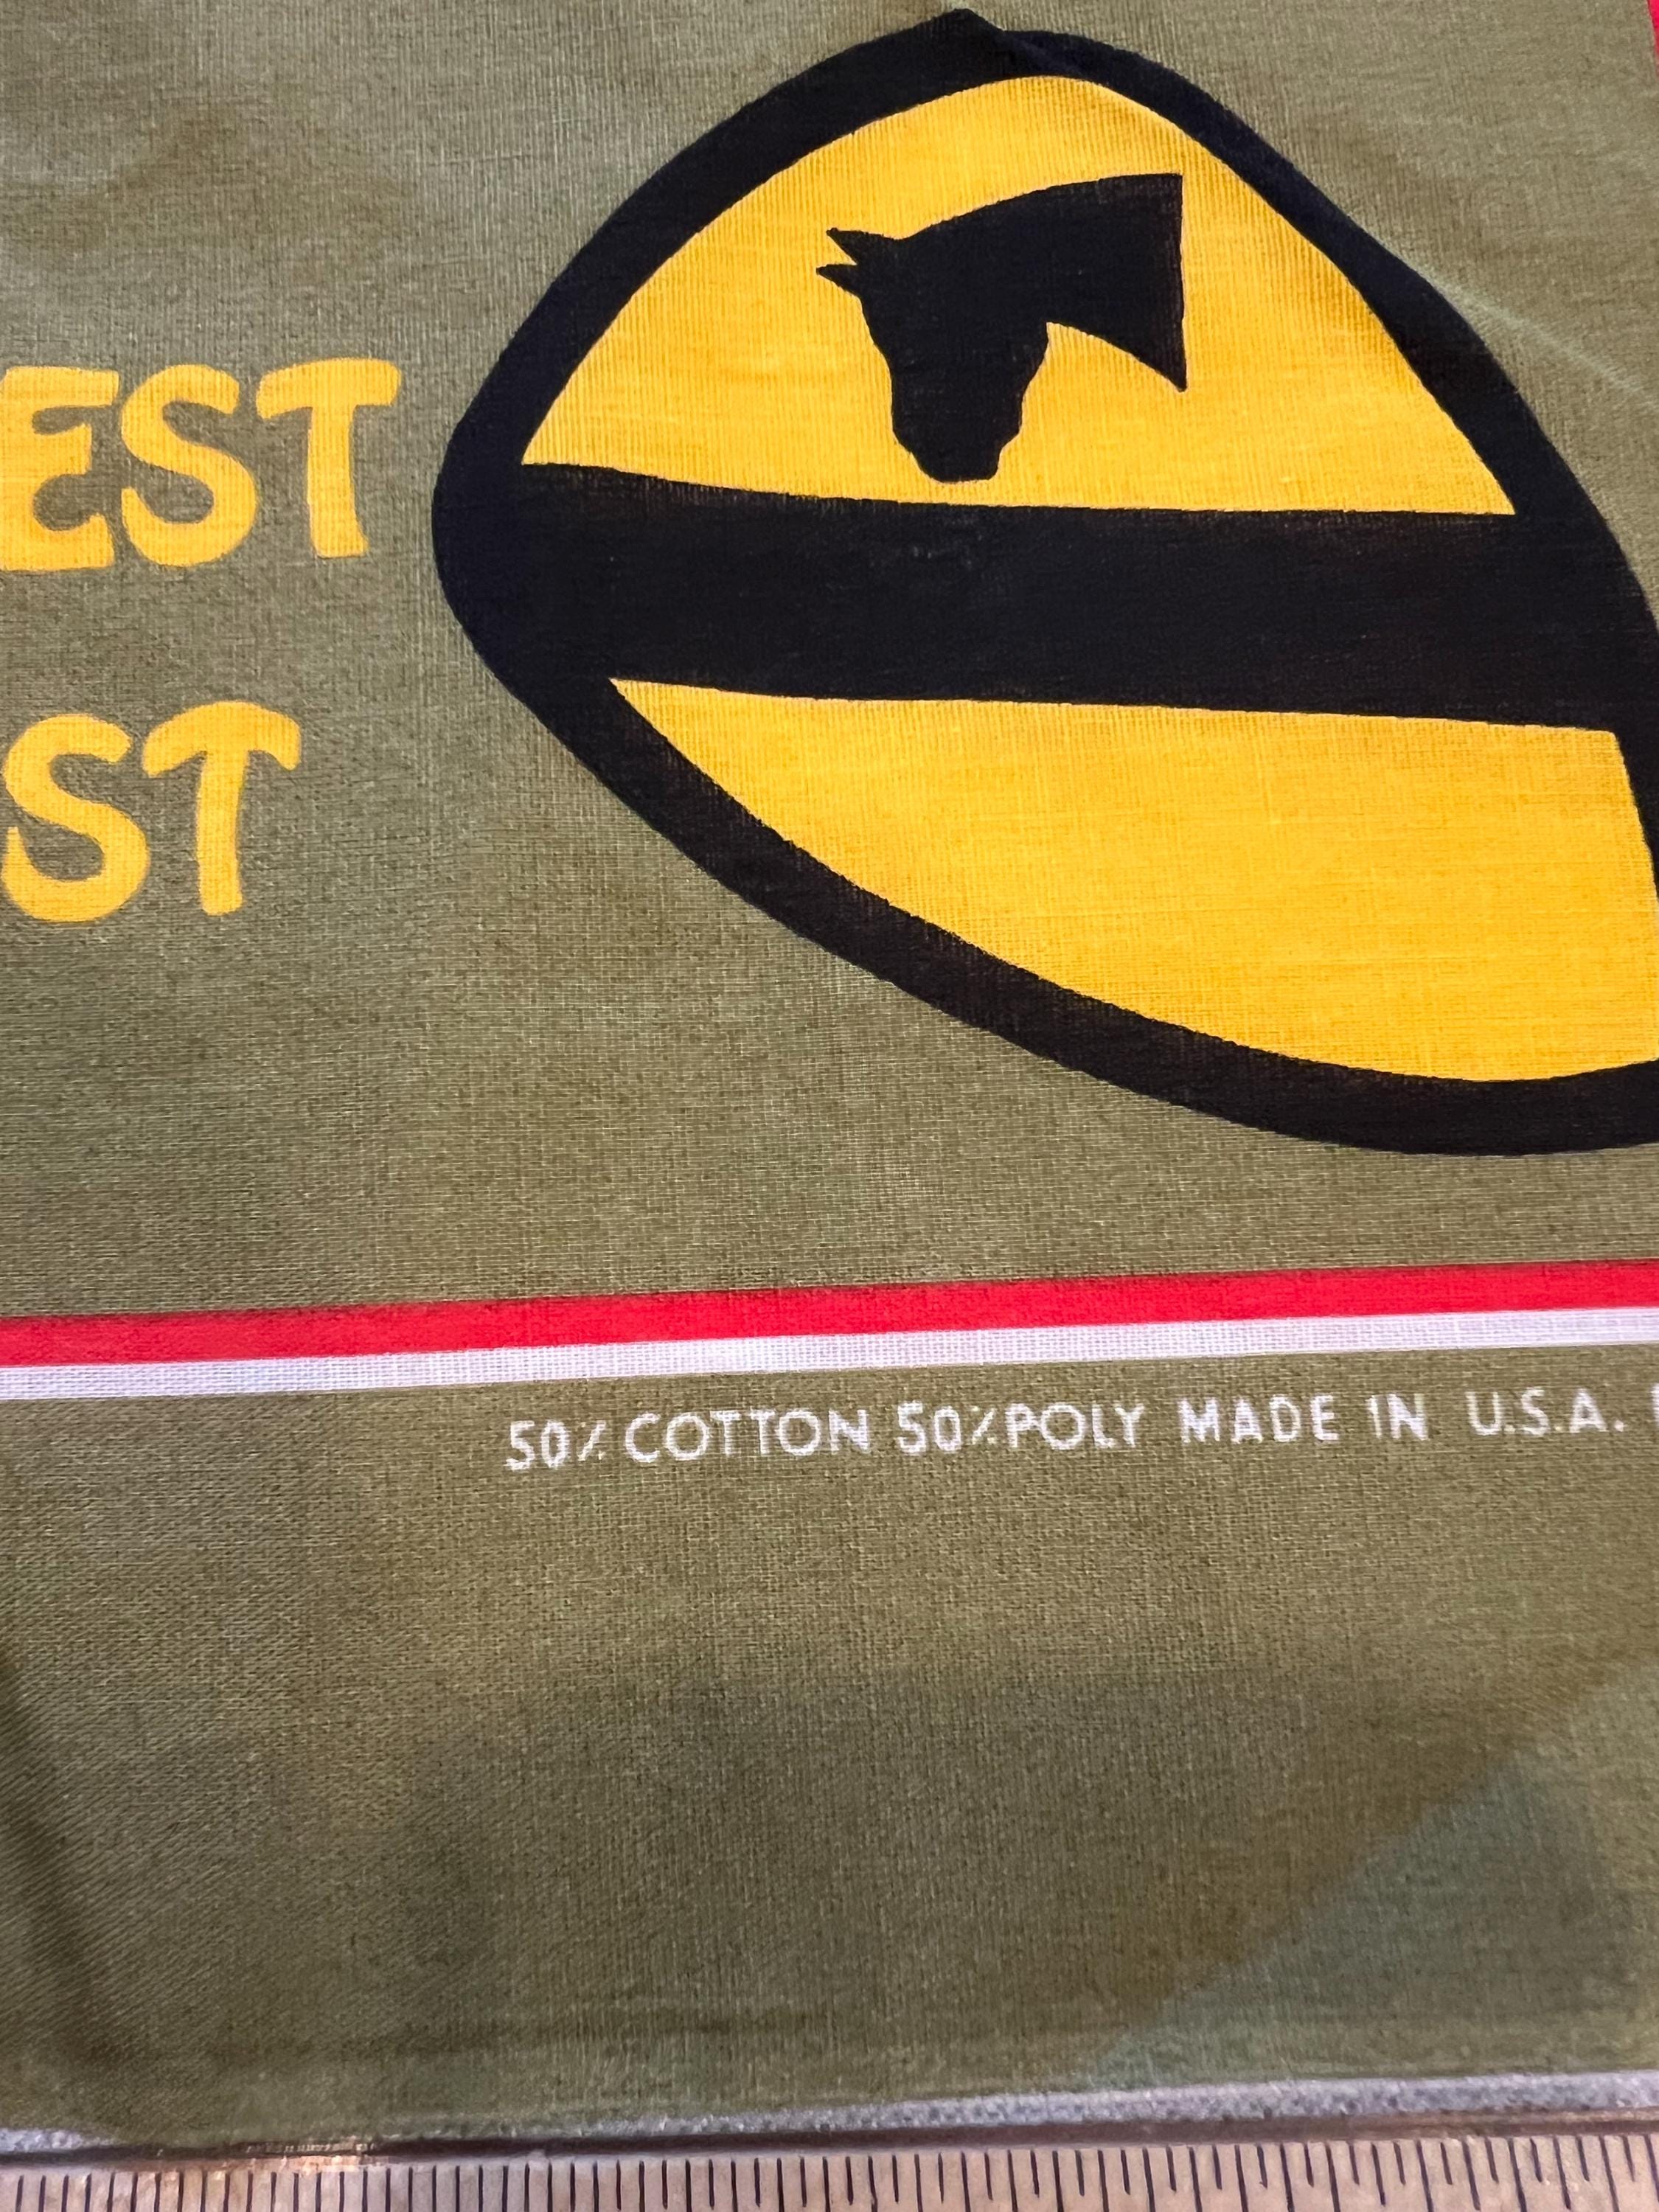 EST
ST
50% COTTON 50% POLY MADE IN U.S.A.